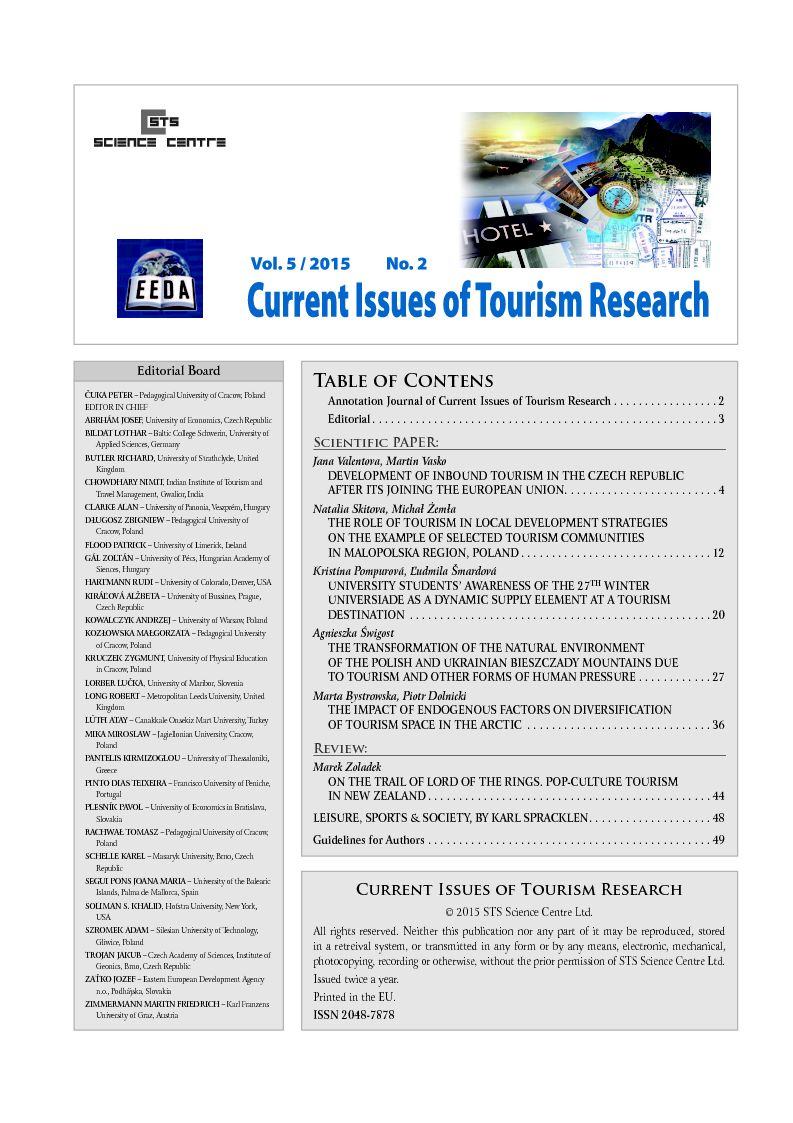 STS
SCIENCE CENTRE
HOTEL
EEDA
Vol. 5 / 2015 No. 2
Current Issues of Tourism Research
Editorial Board
ČUKA PETER – Pedagogical University of Cracow, Poland
EDITOR IN CHIEF
ABRHÁM JOSEF, University of Economics, Czech Republic
BILDAT LOTHAR – Baltic College Schwerin, University of
Applied Sciences, Germany
BUTLER RICHARD, University of Strathclyde, United
Kingdom
CHOWDHARY NIMIT, Indian Institute of Tourism and
Travel Management, Gwalior, India
CLARKE ALAN – University of Panonia, Veszprém, Hungary
DŁUGOSZ ZBIGNIEW – Pedagogical University of
Cracow, Poland
FLOOD PATRICK – University of Limerick, Ireland
GÁL ZOLTÁN – University of Pécs, Hungarian Academy of
Siences, Hungary
HARTMANN RUDI – University of Colorado, Denver, USA
KIRÁĽOVÁ ALŽBETA – University of Bussines, Prague,
Czech Republic
KOWALCZYK ANDRZEJ – University of Warsaw, Poland
KOZŁOWSKA MAŁGORZATA – Pedagogical University
of Cracow, Poland
KRUCZEK ZYGMUNT, University of Physical Education
in Cracow, Poland
LORBER LUČKA, University of Maribor, Slovenia
LONG ROBERT – Metropolitan Leeds University, United
Kingdom
LÜTFI ATAY – Canakkale Onsekiz Mart University, Turkey
MIKA MIROSLAW – Jagiellonian University, Cracow,
Poland
PANTELIS KIRMIZOGLOU – University of Thessaloniki,
Greece
PINTO DIAS TEIXEIRA – Francisco University of Peniche,
Portugal
PLESNÍK PAVOL – University of Economics in Bratislava,
Slovakia
RACHWAŁ TOMASZ – Pedagogical University of Cracow,
Poland
SCHELLE KAREL – Masaryk University, Brno, Czech
Republic
SEGUI PONS JOANA MARIA – University of the Balearic
Islands, Palma de Mallorca, Spain
SOLIMAN S. KHALID, Hofstra University, New York,
USA
SZROMEK ADAM – Silesian University of Technology,
Gliwice, Poland
TROJAN JAKUB – Czech Academy of Sciences, Institute of
Geonics, Brno, Czech Republic
ZAŤKO JOZEF – Eastern European Development Agency
n.o., Podhájska, Slovakia
ZIMMERMANN MARTIN FRIEDRICH – Karl Franzens
University of Graz, Austria
TABLE OF CONTENS
Annotation Journal of Current Issues of Tourism Research . . . . . . . . . . . . . . . . . 2
Editorial . . . . . . . . . . . . . . . . . . . . . . . . . . . . . . . . . . . . . . . . . . . . . . . . . . . . . . . . 3
SCIENTIFIC PAPER:
Jana Valentova, Martin Vasko
DEVELOPMENT OF INBOUND TOURISM IN THE CZECH REPUBLIC
AFTER ITS JOINING THE EUROPEAN UNION. . . . . . . . . . . . . . . . . . . . . . . . . 4
Natalia Skitova, Michał Żemła
THE ROLE OF TOURISM IN LOCAL DEVELOPMENT STRATEGIES
ON THE EXAMPLE OF SELECTED TOURISM COMMUNITIES
IN MALOPOLSKA REGION, POLAND . . . . . . . . . . . . . . . . . . . . . . . . . . . . . . . 12
Kristína Pompurová, Ľudmila Šmardová
UNIVERSITY STUDENTS' AWARENESS OF THE 27TH WINTER
UNIVERSIADE AS A DYNAMIC SUPPLY ELEMENT AT A TOURISM
DESTINATION . . . . . . . . . . . . . . . . . . . . . . . . . . . . . . . . . . . . . . . . . . . . . . . . . 20
Agnieszka Świgost
THE TRANSFORMATION OF THE NATURAL ENVIRONMENT
OF THE POLISH AND UKRAINIAN BIESZCZADY MOUNTAINS DUE
TO TOURISM AND OTHER FORMS OF HUMAN PRESSURE . . . . . . . . . . . . 27
Marta Bystrowska, Piotr Dolnicki
THE IMPACT OF ENDOGENOUS FACTORS ON DIVERSIFICATION
OF TOURISM SPACE IN THE ARCTIC . . . . . . . . . . . . . . . . . . . . . . . . . . . . . . 36
REVIEW:
Marek Zoladek
ON THE TRAIL OF LORD OF THE RINGS. POP-CULTURE TOURISM
IN NEW ZEALAND . . . . . . . . . . . . . . . . . . . . . . . . . . . . . . . . . . . . . . . . . . . . . . 44
LEISURE, SPORTS & SOCIETY, BY KARL SPRACKLEN. . . . . . . . . . . . . . . . . . . . 48
Guidelines for Authors . . . . . . . . . . . . . . . . . . . . . . . . . . . . . . . . . . . . . . . . . . . . . . 49
CURRENT ISSUES OF TOURISM RESEARCH
© 2015 STS Science Centre Ltd.
All rights reserved. Neither this publication nor any part of it may be reproduced, stored
in a retreival system, or transmitted in any form or by any means, electronic, mechanical,
photocopying, recording or otherwise, without the prior permission of STS Science Centre Ltd.
Issued twice a year.
Printed in the EU.
ISSN 2048-7878